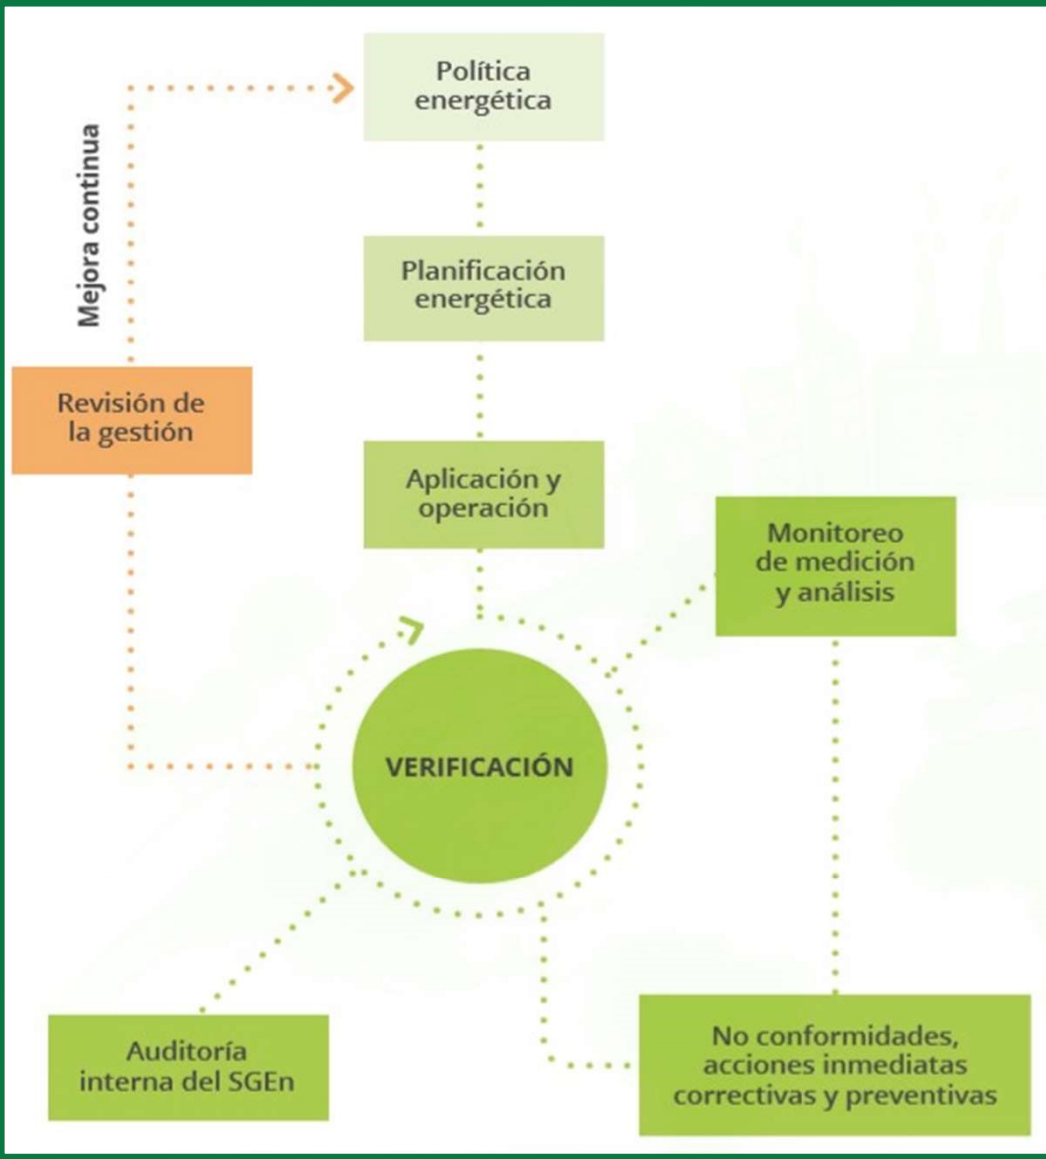 Política
energética
Mejora continua
Planificación
energética
Revisión de
la gestión
Aplicación y
operación
Monitoreo
de medición
y análisis
VERIFICACIÓN
Auditoría
interna del SGEn
No conformidades,
acciones inmediatas
correctivas y preventivas